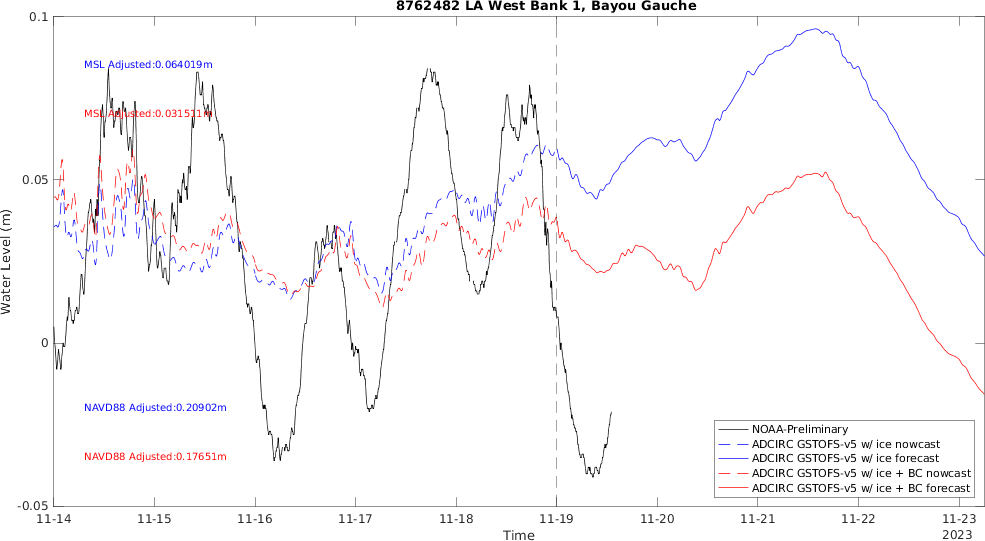 8762482 LA West Bank 1, Bayou Gauche
0.1
MSL Adjusted:0.064019m
MSL Adjusted:0.031511m
0.05
Water Level (m)
0
NAVD88 Adjusted:0.20902m
NAVD88 Adjusted:0.17651m
-0.05
NOAA-Preliminary
ADCIRC GSTOFS-v5 w/ ice nowcast
ADCIRC GSTOFS-v5 w/ ice forecast
ADCIRC GSTOFS-v5 w/ ice + BC nowcast
ADCIRC GSTOFS-v5 w/ ice + BC forecast
11-14 11-15 11-16 11-17 11-18 11-19 11-20 11-21 11-22 11-23
Time
2023